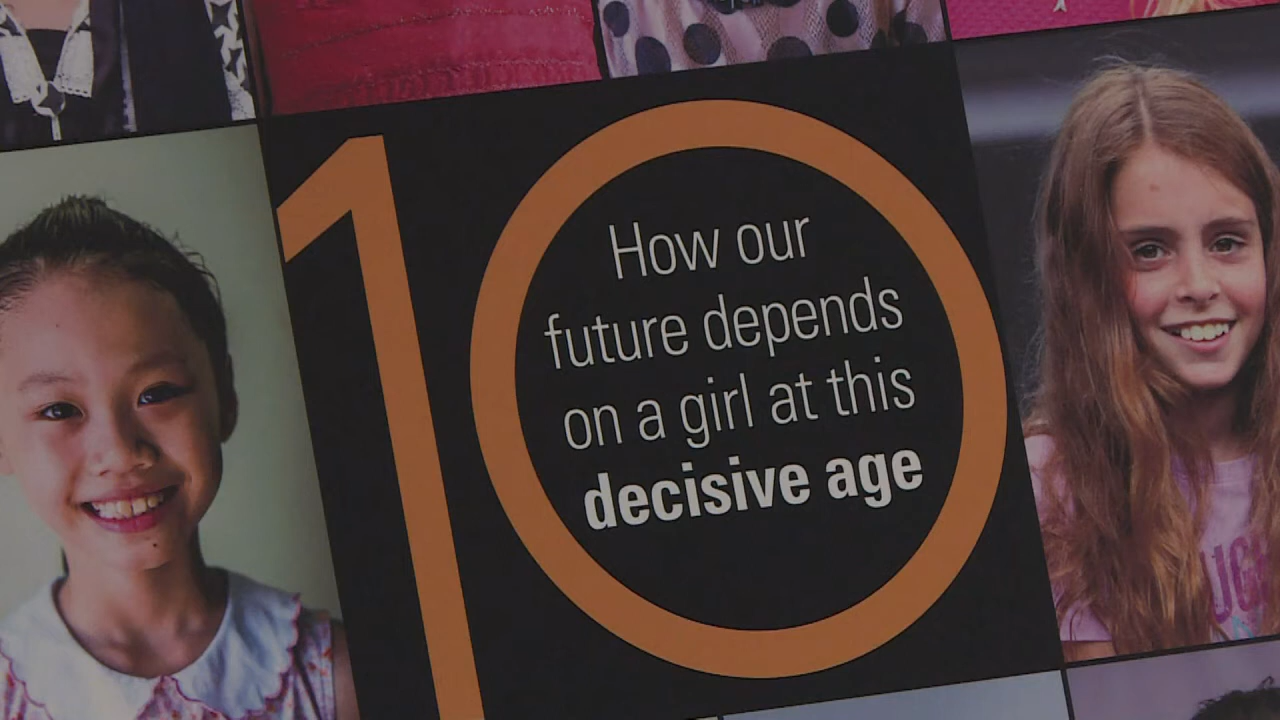 10
How our
future depends
on a girl at this
decisive age